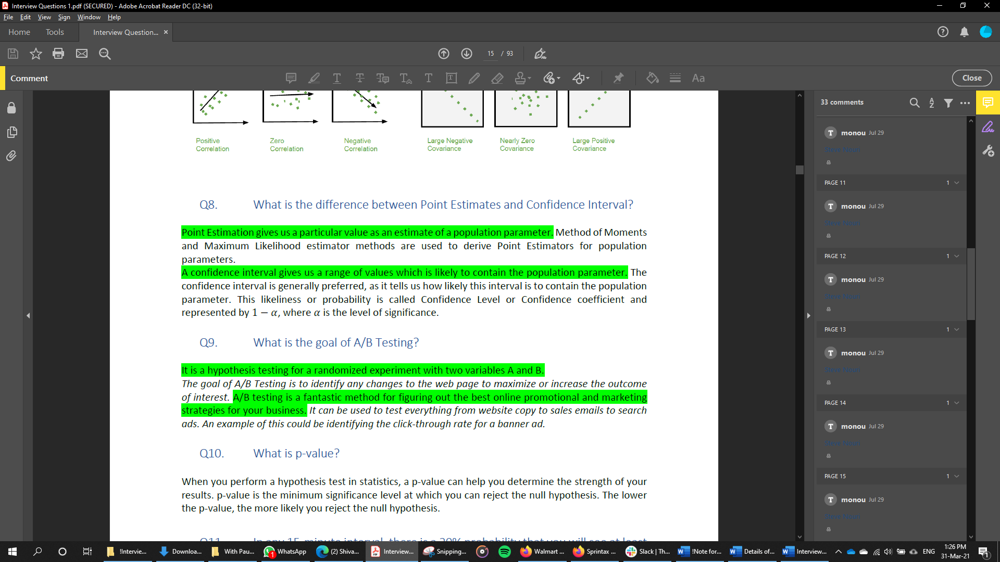 Interview Questions 1.pdf (SECURED) - Adobe Acrobat Reader DC (32-bit)
File Edit View Sign Window Help
Home Tools Interview Question... ×
15 / 93
Comment
Close
Positive Correlation
Zero Correlation
Negative Correlation
Large Negative Covariance
Nearly Zero Covariance
Large Positive Covariance
Q8. What is the difference between Point Estimates and Confidence Interval?
Point Estimation gives us a particular value as an estimate of a population parameter. Method of Moments
and Maximum Likelihood estimator methods are used to derive Point Estimators for population
parameters.
A confidence interval gives us a range of values which is likely to contain the population parameter. The
confidence interval is generally preferred, as it tells us how likely this interval is to contain the population
parameter. This likeliness or probability is called Confidence Level or Confidence coefficient and
represented by 1 − α, where α is the level of significance.
Q9. What is the goal of A/B Testing?
It is a hypothesis testing for a randomized experiment with two variables A and B.
The goal of A/B Testing is to identify any changes to the web page to maximize or increase the outcome
of interest. A/B testing is a fantastic method for figuring out the best online promotional and marketing
strategies for your business. It can be used to test everything from website copy to sales emails to search
ads. An example of this could be identifying the click-through rate for a banner ad.
Q10. What is p-value?
When you perform a hypothesis test in statistics, a p-value can help you determine the strength of your
results. p-value is the minimum significance level at which you can reject the null hypothesis. The lower
the p-value, the more likely you reject the null hypothesis.
Q11. In any 15-minute interval, there is a 20% probability that you will see at least
33 comments
monou Jul 29
Steve Nouri
PAGE 11 1
monou Jul 29
Steve Nouri
PAGE 12 1
monou Jul 29
Steve Nouri
PAGE 13 1
monou Jul 29
Steve Nouri
PAGE 14 1
monou Jul 29
Steve Nouri
PAGE 15 1
monou Jul 29
Steve Nouri
!Intervie... Downloa... With Pau... WhatsApp (2) Shiva... Interview... Snipping... Walmart ... Sprintax ... Slack | Th... !Note for... Details of... Interview... ENG
1:26 PM
31-Mar-21